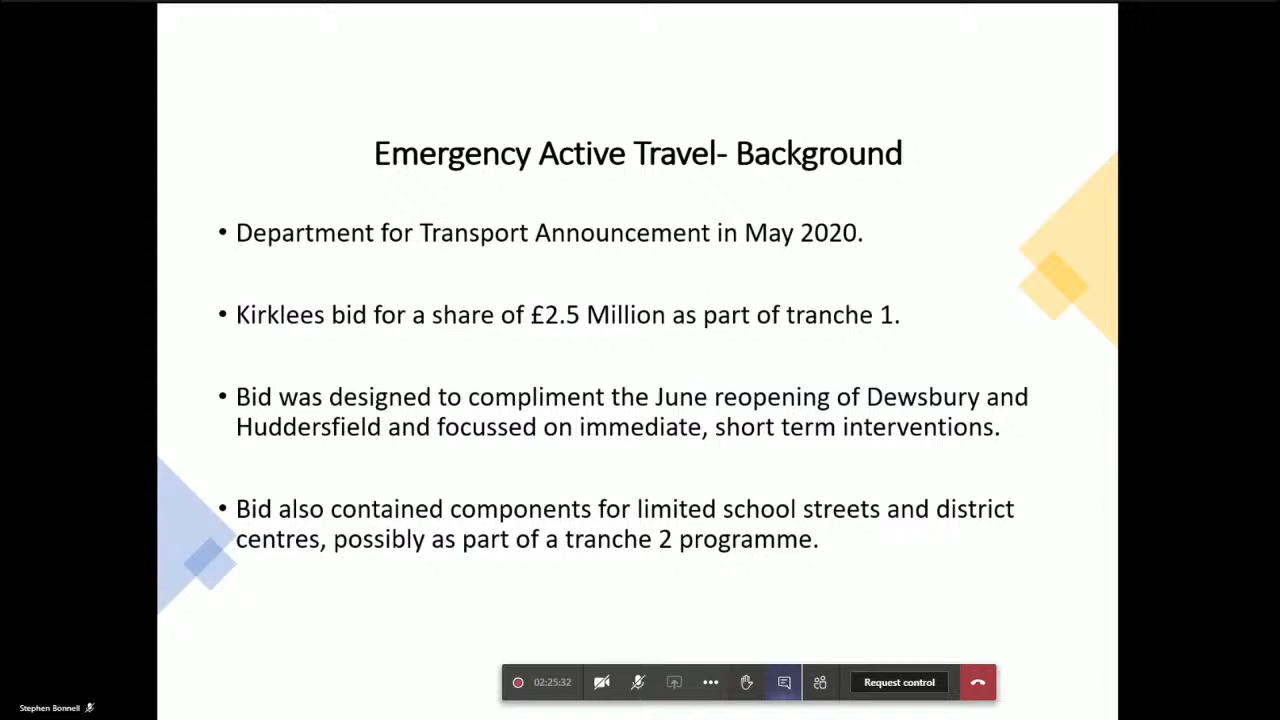 Emergency Active Travel- Background
• Department for Transport Announcement in May 2020.
• Kirklees bid for a share of £2.5 Million as part of tranche 1.
• Bid was designed to compliment the June reopening of Dewsbury and
Huddersfield and focussed on immediate, short term interventions.
• Bid also contained components for limited school streets and district
centres, possibly as part of a tranche 2 programme.
02:25:32
Request control
Stephen Bonnell